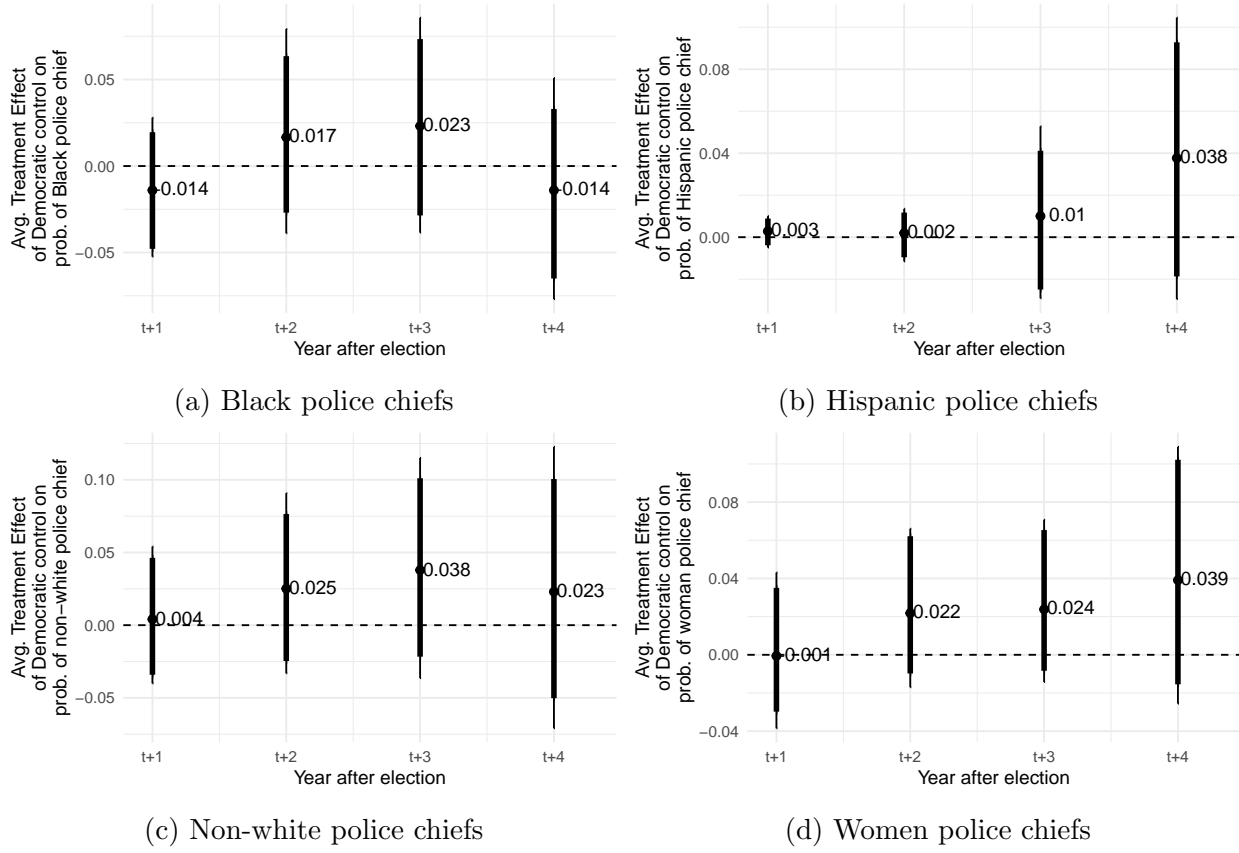 Avg. Treatment Effect
of Democratic control on
prob. of Black police chief
0.05
0.00
−0.05
-0.014
0.017
0.023
-0.014
t+1
t+2
t+3
t+4
Year after election
(a) Black police chiefs
Avg. Treatment Effect
of Democratic control on
prob. of Hispanic police chief
0.08
0.04
0.00
0.003
0.002
0.01
0.038
t+1
t+2
t+3
t+4
Year after election
(b) Hispanic police chiefs
Avg. Treatment Effect
of Democratic control on
prob. of non−white police chief
0.10
0.05
0.00
−0.05
0.004
0.025
0.038
0.023
t+1
t+2
t+3
t+4
Year after election
(c) Non-white police chiefs
Avg. Treatment Effect
of Democratic control on
prob. of woman police chief
0.08
0.04
0.00
−0.04
-0.001
0.022
0.024
0.039
t+1
t+2
t+3
t+4
Year after election
(d) Women police chiefs